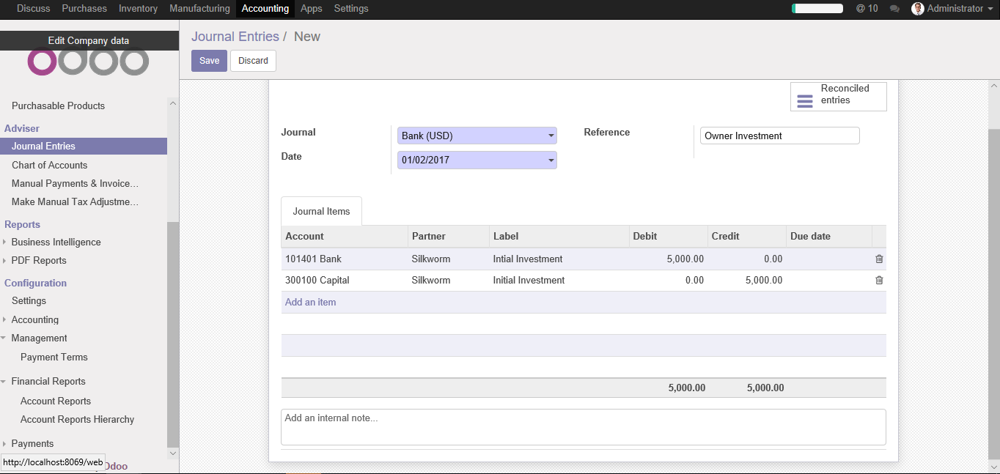 Discuss Purchases Inventory Manufacturing Accounting Apps Settings @ 10 Administrator
Edit Company data
odoo
Purchasable Products
Adviser
Journal Entries
Chart of Accounts
Manual Payments & Invoice…
Make Manual Tax Adjustme…
Reports
Business Intelligence
PDF Reports
Configuration
Settings
Accounting
Management
Payment Terms
Financial Reports
Account Reports
Account Reports Hierarchy
Payments
http://localhost:8069/web
Odoo
Journal Entries / New
Save Discard
Reconciled
entries
Journal Bank (USD) Reference Owner Investment
Date 01/02/2017
Journal Items
Account Partner Label Debit Credit Due date
101401 Bank Silkworm Intial Investment 5,000.00 0.00
300100 Capital Silkworm Initial Investment 0.00 5,000.00
Add an item
5,000.00 5,000.00
Add an internal note...